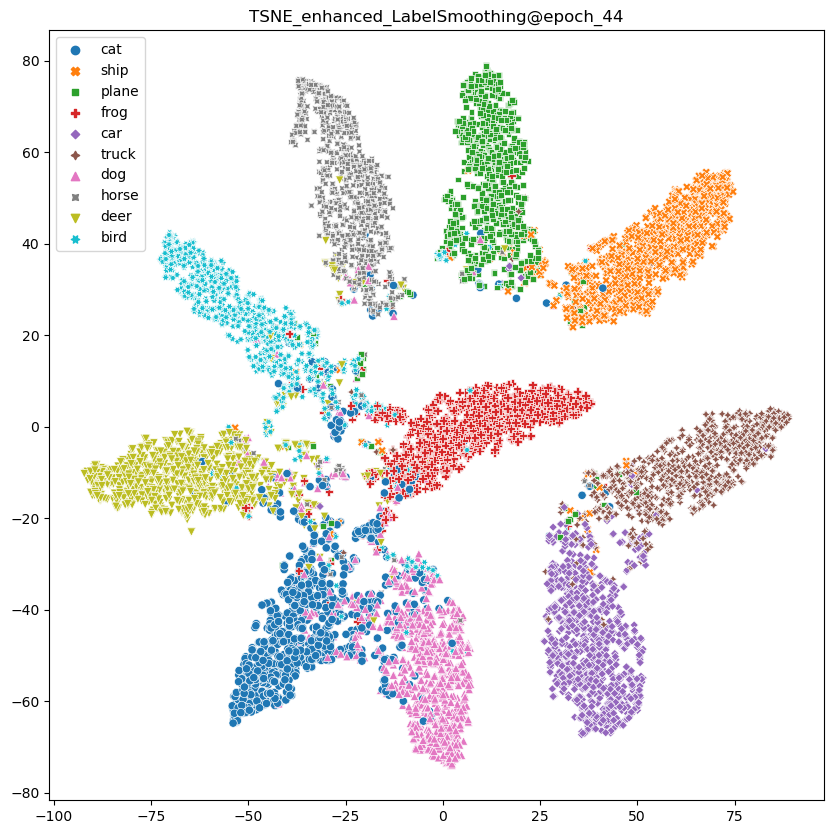 TSNE_enhanced_LabelSmoothing@epoch_44
cat
ship
plane
frog
car
truck
dog
horse
deer
bird
80
60
40
20
0
−20
−40
−60
−80
−100 −75 −50 −25 0 25 50 75